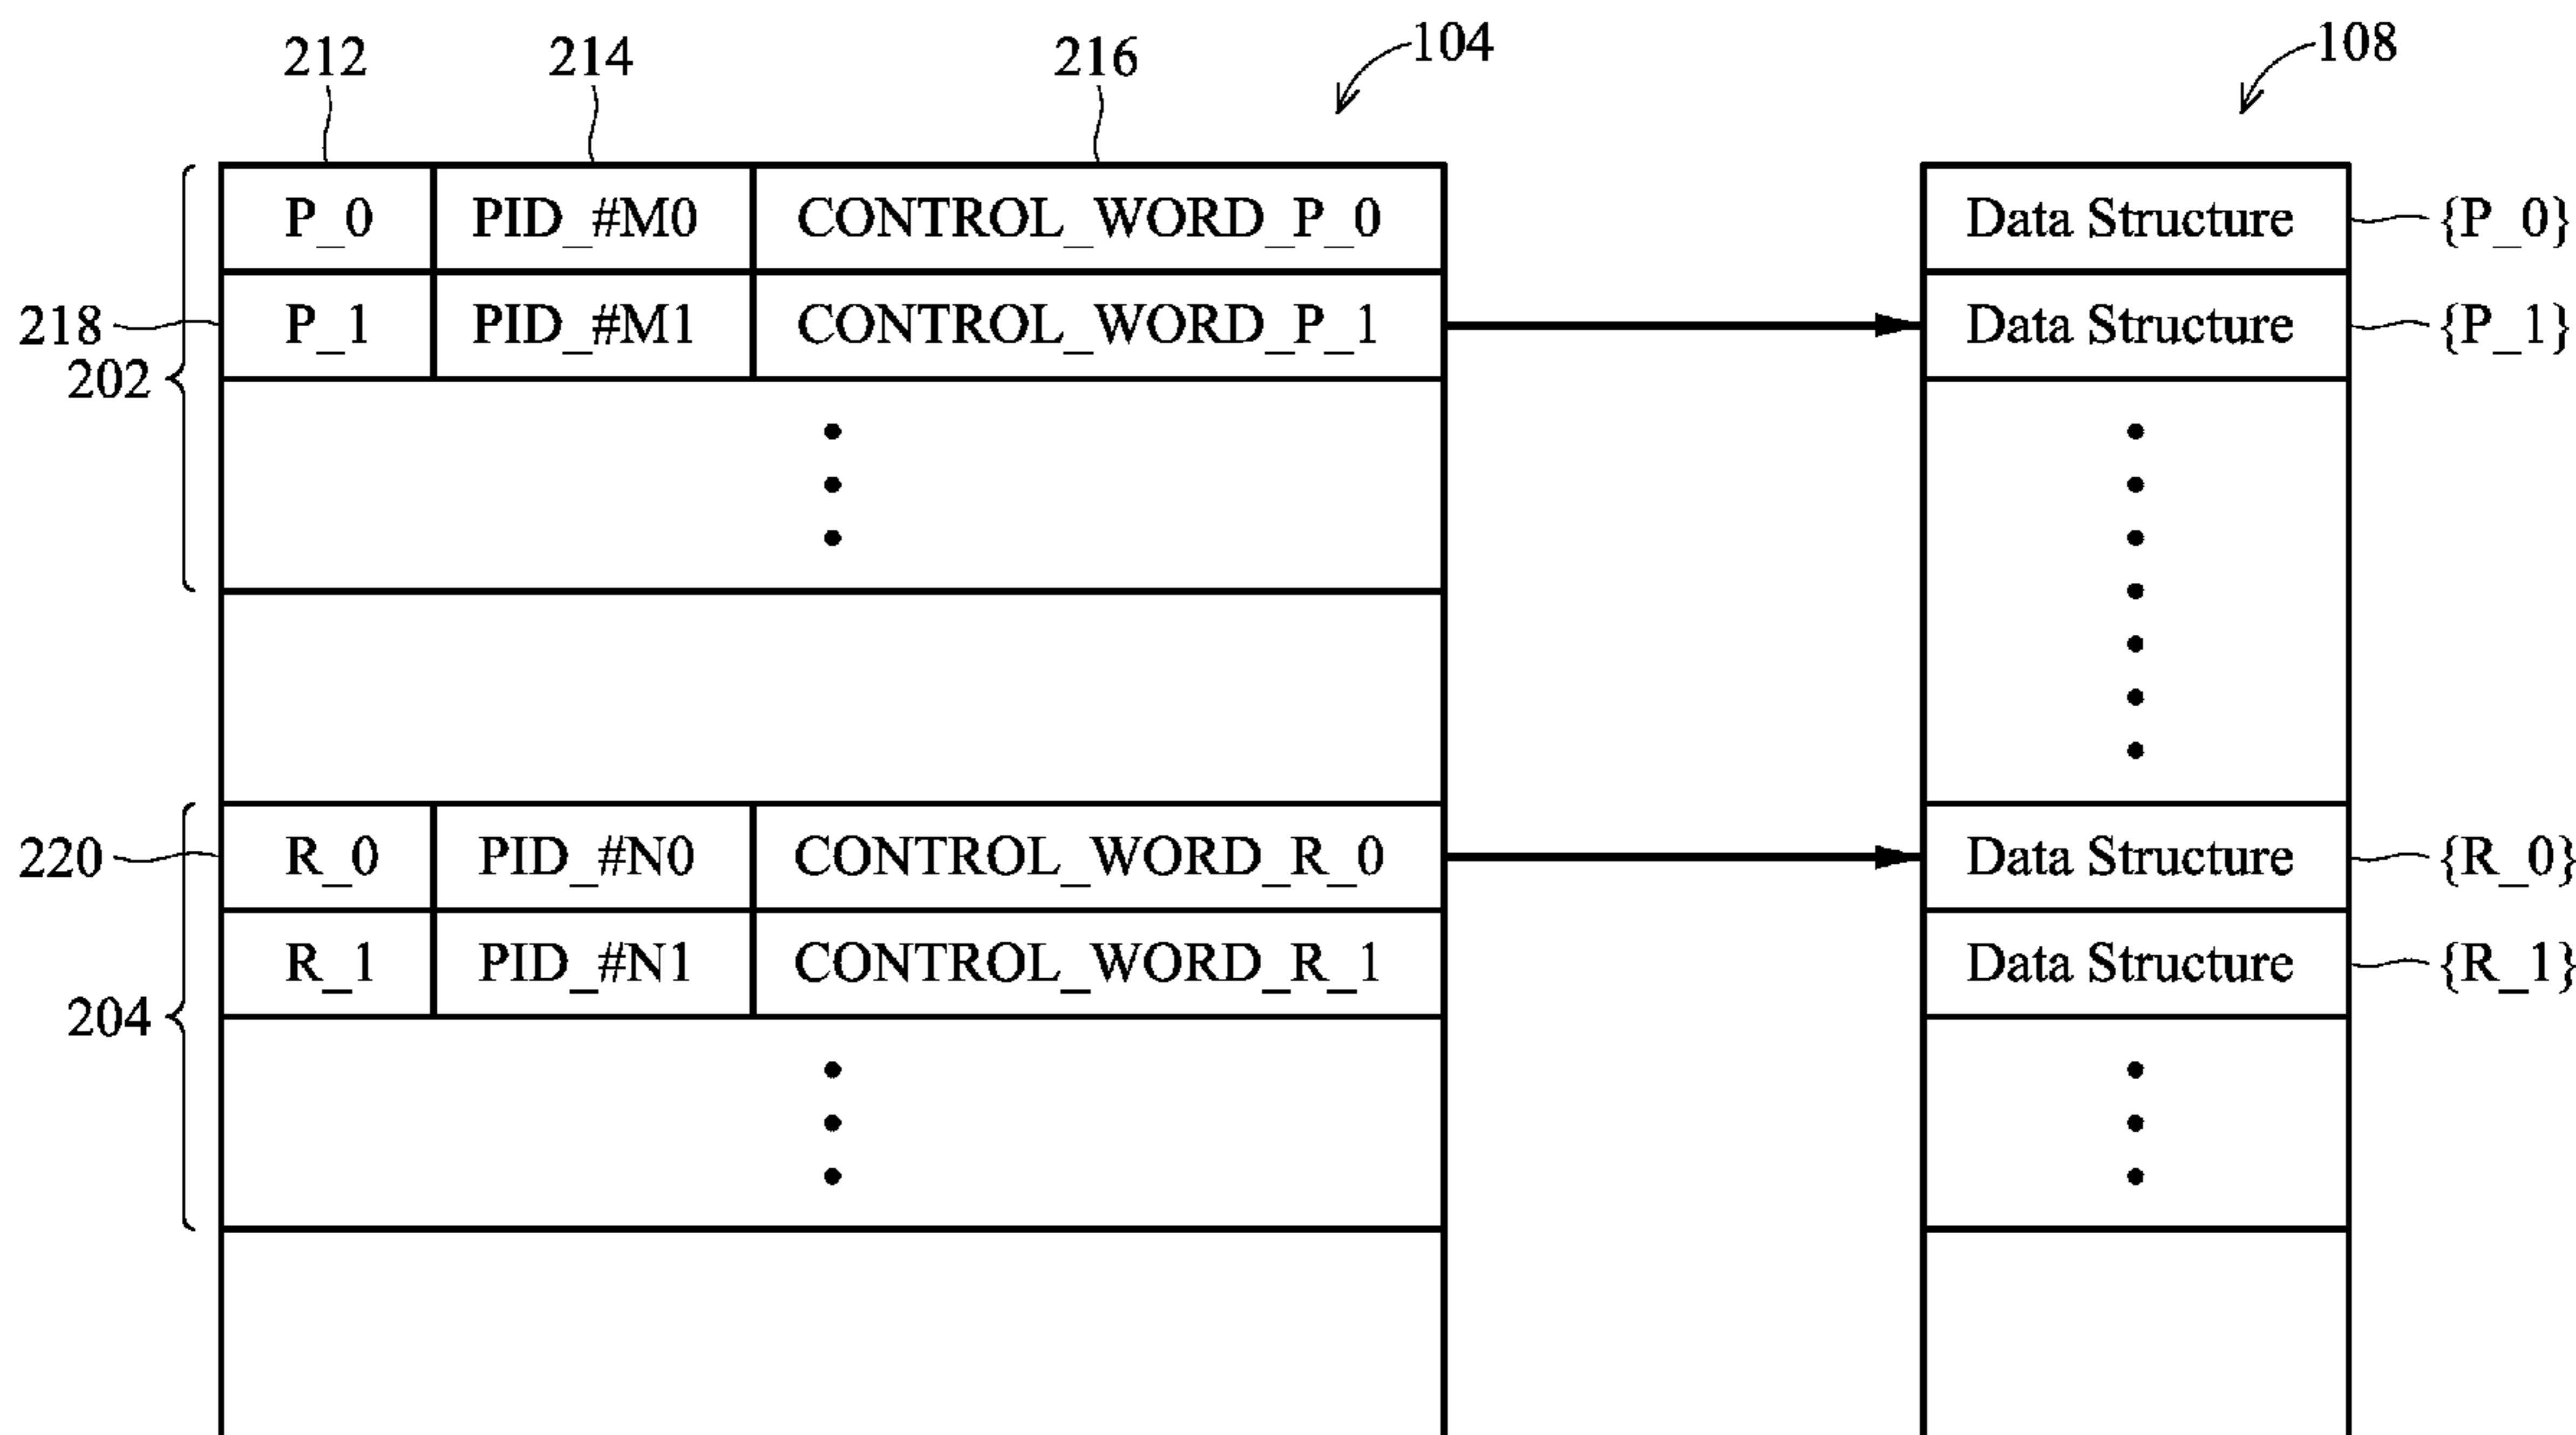 212 214 216 104 108
P_0 PID_#M0 CONTROL_WORD_P_0 Data Structure {P_0}
218 P_1 PID_#M1 CONTROL_WORD_P_1 Data Structure {P_1}
202
220 R_0 PID_#N0 CONTROL_WORD_R_0 Data Structure {R_0}
R_1 PID_#N1 CONTROL_WORD_R_1 Data Structure {R_1}
204